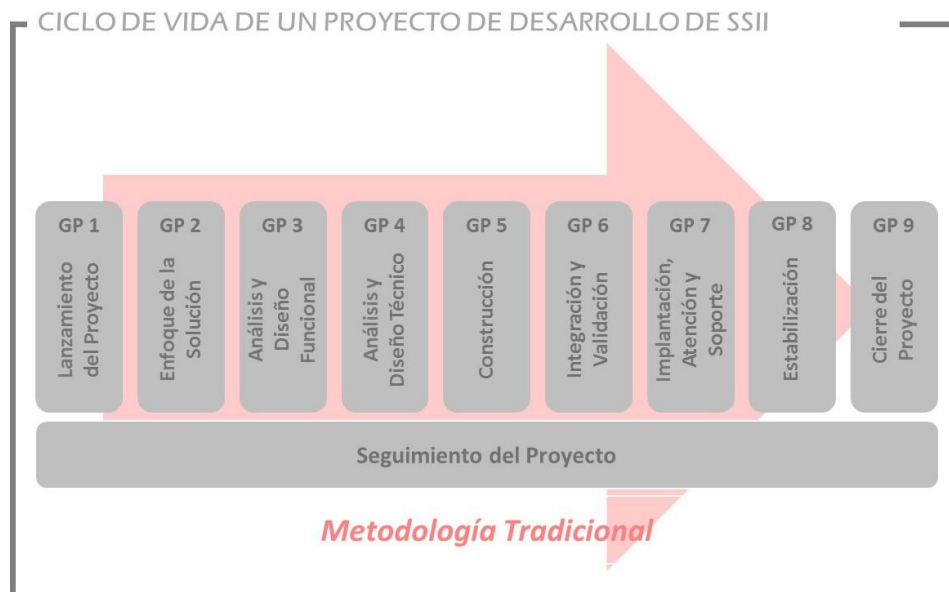 CICLO DE VIDA DE UN PROYECTO DE DESARROLLO DE SSII
GP 1
Lanzamiento
del Proyecto
GP 2
Enfoque de la
Solución
GP 3
Análisis y
Diseño
Funcional
GP 4
Análisis y
Diseño Técnico
GP 5
Construcción
GP 6
Integración y
Validación
GP 7
Implantación,
Atención y
Soporte
GP 8
Estabilización
GP 9
Cierre del
Proyecto
Seguimiento del Proyecto
Metodología Tradicional